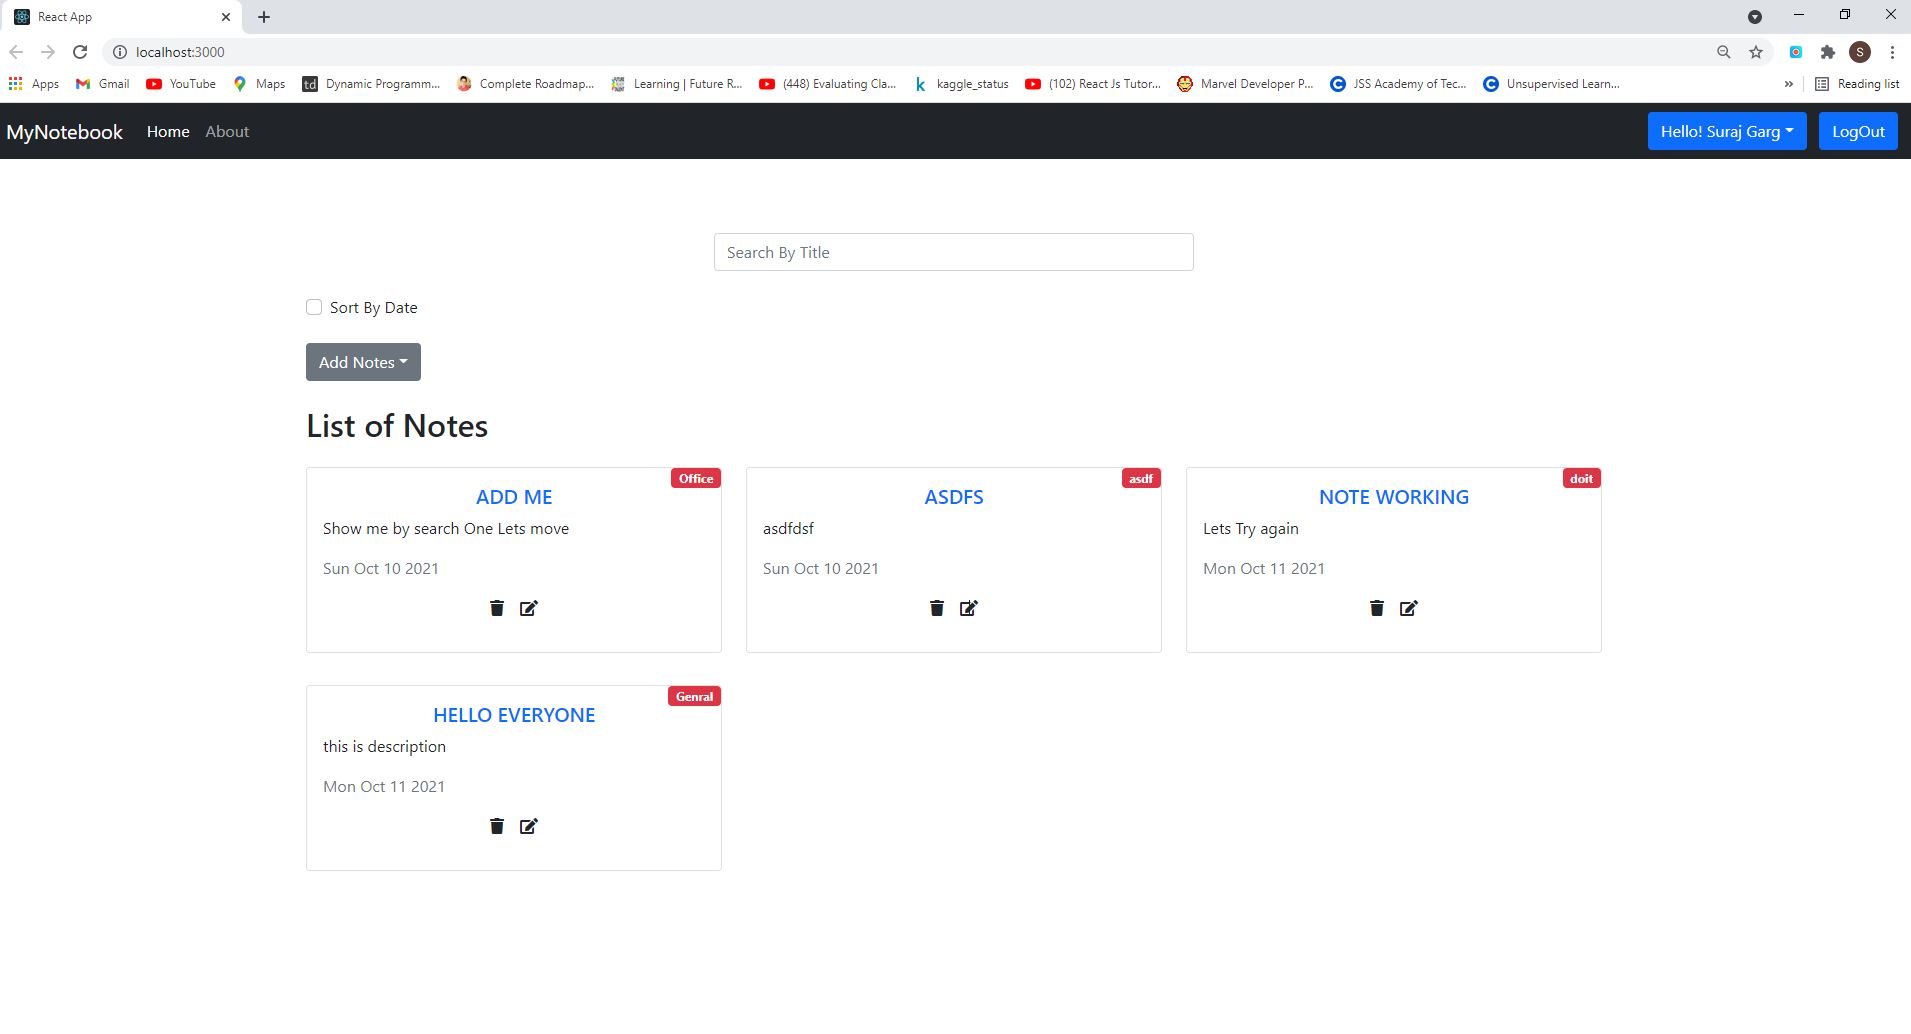 React App
localhost:3000
Apps Gmail YouTube Maps td Dynamic Programm... Complete Roadmap... Learning | Future R... (448) Evaluating Cla... k kaggle_status (102) React Js Tutor... Marvel Developer P... JSS Academy of Tec... Unsupervised Learn... » Reading list
MyNotebook Home About Hello! Suraj Garg LogOut
Search By Title
Sort By Date
Add Notes
List of Notes
Office
ADD ME
Show me by search One Lets move
Sun Oct 10 2021
asdf
ASDFS
asdfdsf
Sun Oct 10 2021
doit
NOTE WORKING
Lets Try again
Mon Oct 11 2021
Genral
HELLO EVERYONE
this is description
Mon Oct 11 2021